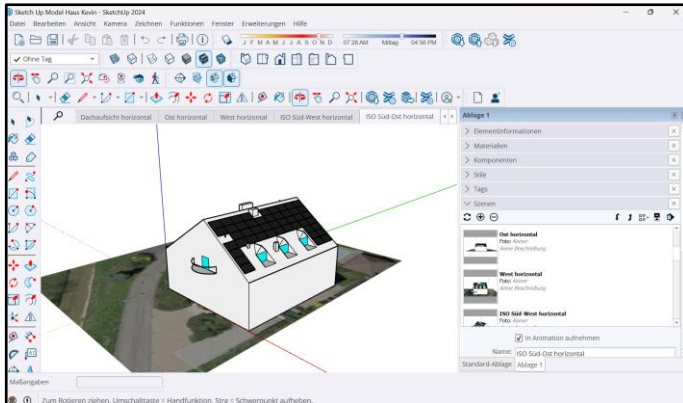 Sketch Up Model Haus Kevin - SketchUp 2024
Datei Bearbeiten Ansicht Kamera Zeichnen Funktionen Fenster Erweiterungen Hilfe
J F M A M J J A S O N D 07:28 AM Mittag 04:56 PM
Ohne Tag
Dachaufsicht horizontal Ost horizontal West horizontal ISO Süd-West horizontal ISO Süd-Ost horizontal
Ablage 1
Elementinformationen
Materialien
Komponenten
Stile
Tags
Szenen
Ost horizontal
Foto: Keiner
Keine Beschreibung
West horizontal
Foto: Keiner
Keine Beschreibung
ISO Süd-West horizontal
Foto: Keiner
In Animation aufnehmen
Name: ISO Süd-Ost horizontal
Standard-Ablage Ablage 1
Maßangaben
Zum Rotieren ziehen. Umschalttaste = Handfunktion, Strg = Schwerpunkt aufheben.